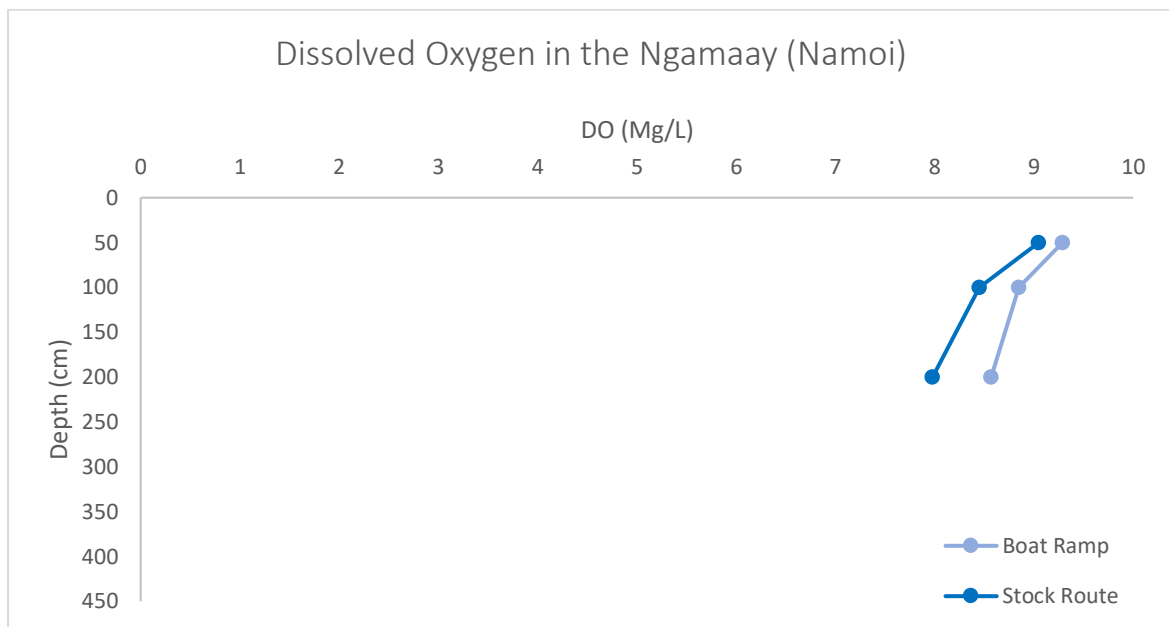 Dissolved Oxygen in the Ngamaay (Namoi)
DO (Mg/L)
0 1 2 3 4 5 6 7 8 9 10
0
50
100
150
200
250
300
350
400
450
Depth (cm)
Boat Ramp
Stock Route